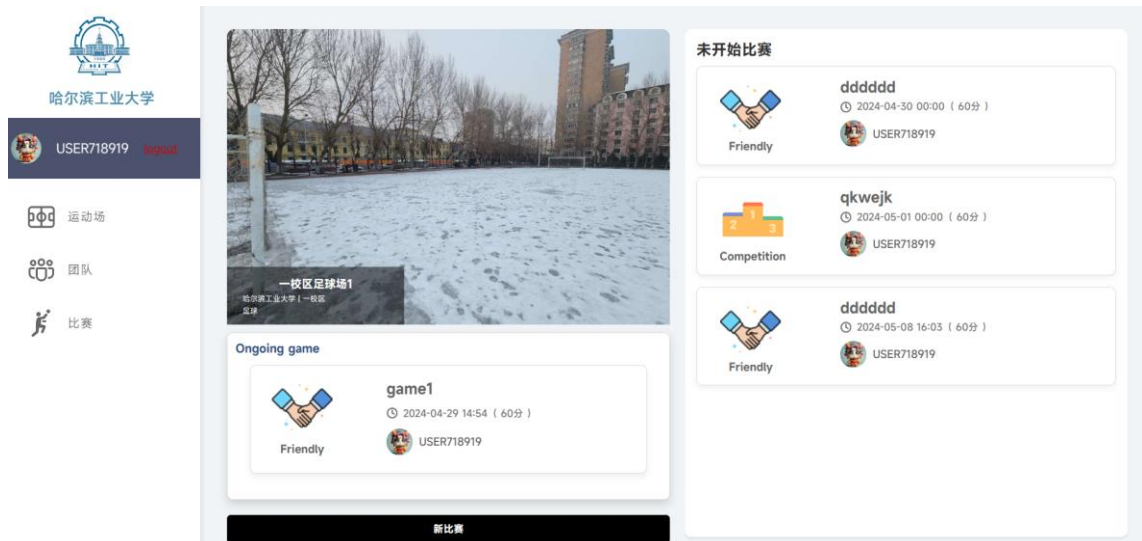 HIT
哈尔滨工业大学
USER718919 logout
运动场
团队
比赛
一校区足球场1
哈尔滨工业大学 | 一校区
足球
Ongoing game
game1
2024-04-29 14:54 ( 60分 )
USER718919
Friendly
新比赛
未开始比赛
dddddd
2024-04-30 00:00 ( 60分 )
USER718919
Friendly
qkwejk
2024-05-01 00:00 ( 60分 )
USER718919
1
2 3
Competition
dddddd
2024-05-08 16:03 ( 60分 )
USER718919
Friendly